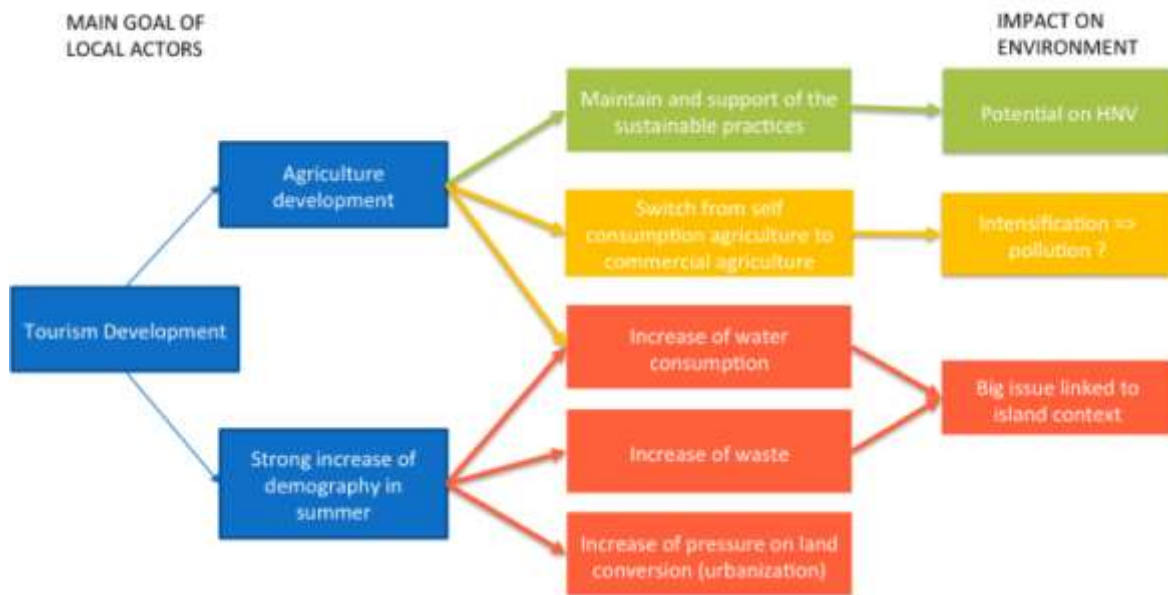 MAIN GOAL OF
LOCAL ACTORS
IMPACT ON
ENVIRONMENT
Maintain and support of the
sustainable practices
Potential on HNV
Agriculture
development
Switch from self
consumption agriculture to
commercial agriculture
Intensification =>
pollution ?
Tourism Development
Increase of water
consumption
Big issue linked to
island context
Strong increase of
demography in
summer
Increase of waste
Increase of pressure on land
conversion (urbanization)